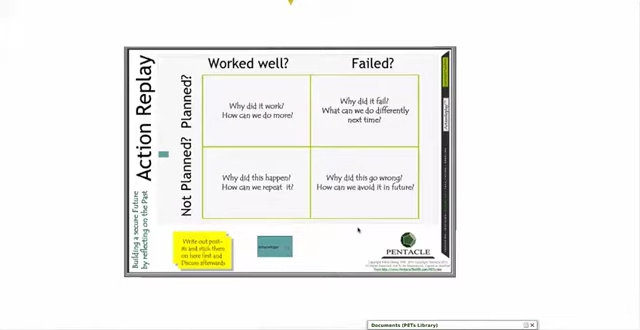 Worked well?
Failed?
Action Replay
Building a secure Future
by reflecting on the Past
Planned?
Why did it work?
How can we do more?
Why did it fail?
What can we do differently
next time?
Not Planned?
Why did this happen?
How can we repeat it?
Why did this go wrong?
How can we avoid it in future?
Write out post-
its and stick them
on here first and
Discuss afterwards
PENTACLE
Documents (PETs Library)